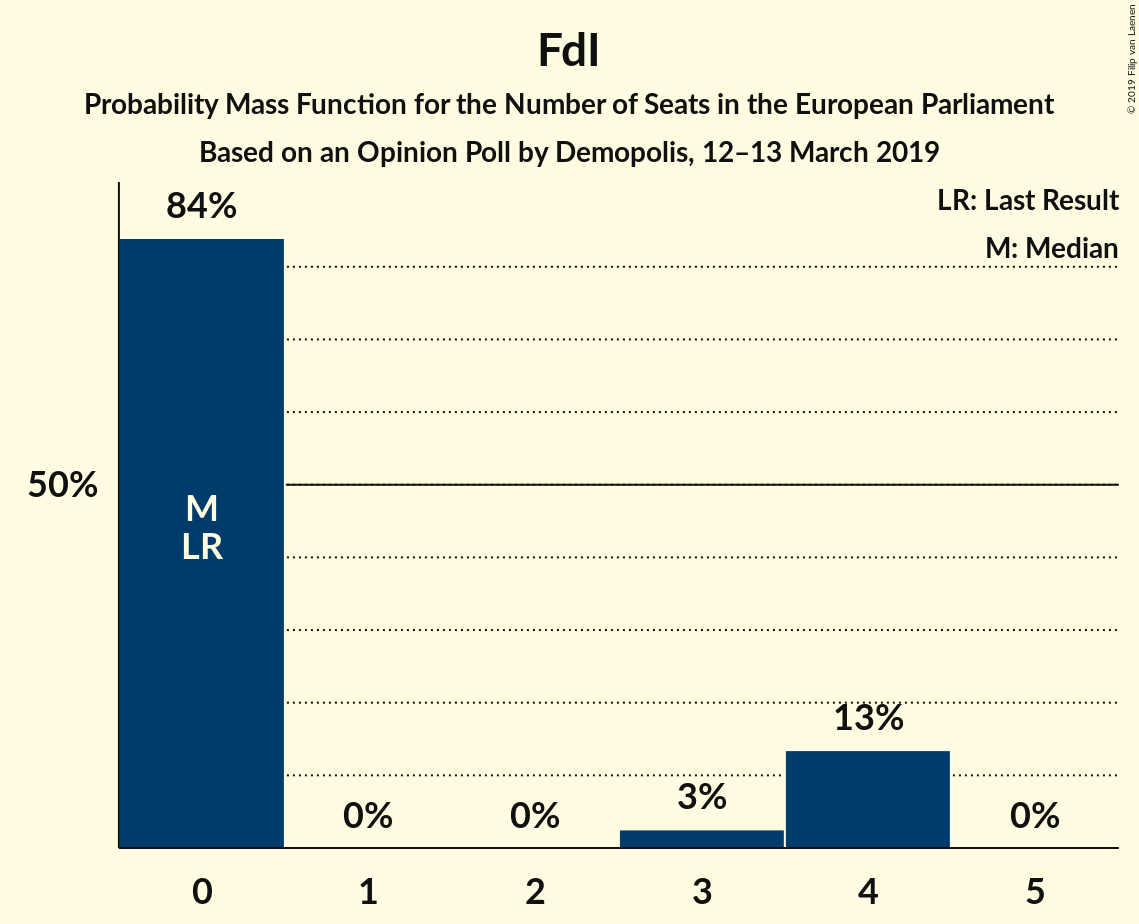 FdI
Probability Mass Function for the Number of Seats in the European Parliament
Based on an Opinion Poll by Demopolis, 12–13 March 2019
© 2019 Filip van Laenen
LR: Last Result
M: Median
84%
50%
M
LR
0%
0%
3%
13%
0%
0
1
2
3
4
5